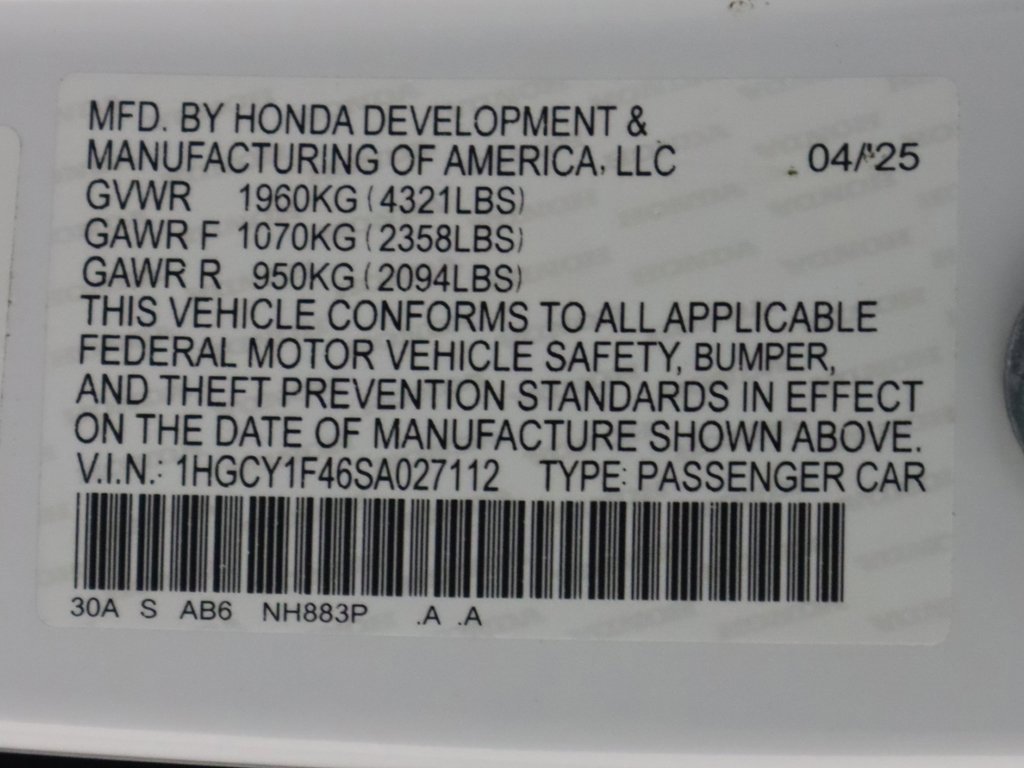 MFD. BY HONDA DEVELOPMENT &
MANUFACTURING OF AMERICA, LLC 04/25
GVWR 1960KG (4321LBS)
GAWR F 1070KG (2358LBS)
GAWR R 950KG (2094LBS)
THIS VEHICLE CONFORMS TO ALL APPLICABLE
FEDERAL MOTOR VEHICLE SAFETY, BUMPER,
AND THEFT PREVENTION STANDARDS IN EFFECT
ON THE DATE OF MANUFACTURE SHOWN ABOVE.
V.I.N.: 1HGCY1F46SA027112 TYPE: PASSENGER CAR
30A S AB6 NH883P .A .A